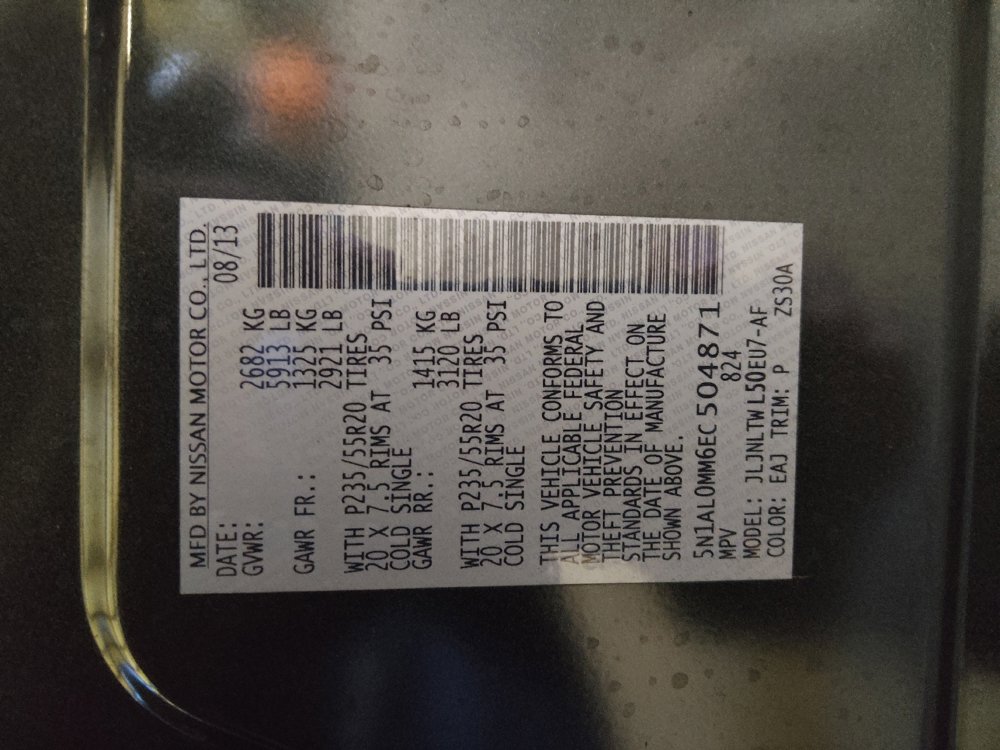 MFD BY NISSAN MOTOR CO., LTD.
DATE: 08/13
GVWR: 2682 KG
5913 LB
GAWR FR.: 1325 KG
2921 LB
WITH P235/55R20 TIRES
20 X 7.5 RIMS AT 35 PSI
COLD SINGLE
GAWR RR.: 1415 KG
3120 LB
WITH P235/55R20 TIRES
20 X 7.5 RIMS AT 35 PSI
COLD SINGLE
THIS VEHICLE CONFORMS TO
ALL APPLICABLE FEDERAL
MOTOR VEHICLE SAFETY AND
THEFT PREVENTION
STANDARDS IN EFFECT ON
THE DATE OF MANUFACTURE
SHOWN ABOVE.
5N1AL0MM6EC504871
MPV 824
MODEL: JLJNLTWL50EU7-AF
COLOR: EAJ TRIM: P ZS30A